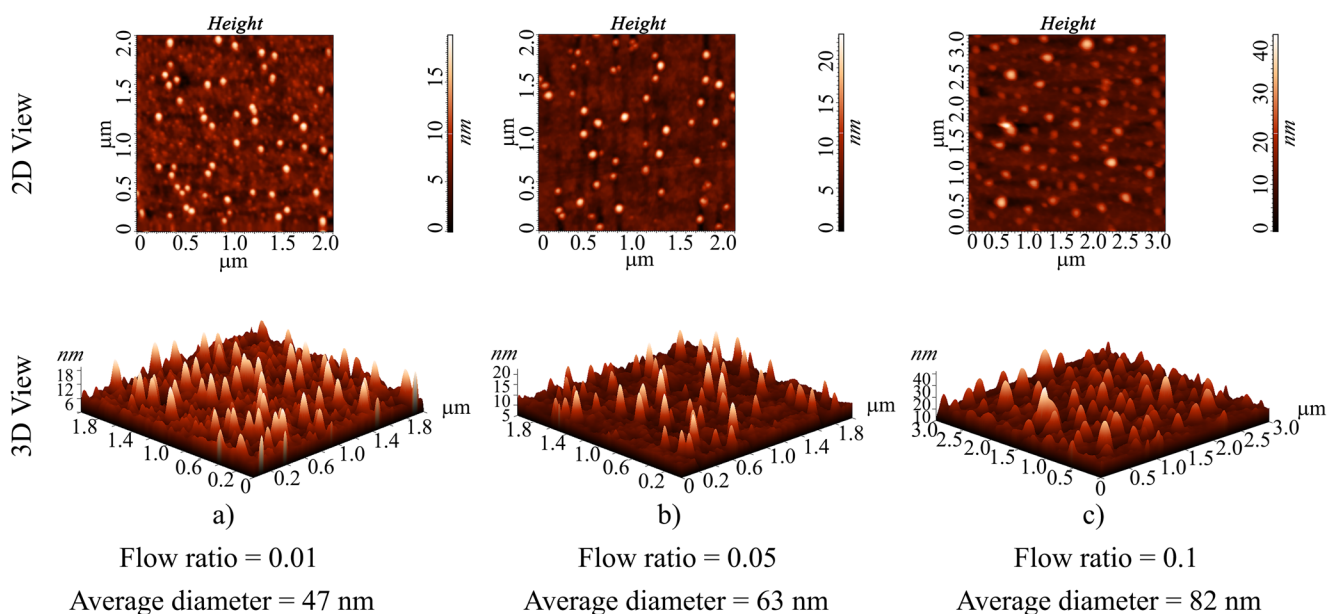 2D View
Height
2.0
1.5
1.0
0.5
0
μm
0 0.5 1.0 1.5 2.0
μm
15
10
5
0
nm
Height
2.0
1.5
1.0
0.5
0
μm
0 0.5 1.0 1.5 2.0
μm
20
15
10
5
0
nm
Height
3.0
2.5
2.0
1.5
1.0
0.5
0
μm
0 0.5 1.0 1.5 2.0 2.5 3.0
μm
40
30
20
10
0
nm
3D View
nm
18
12
6
1.8 1.4 1.0 0.6 0.2 0
0.2 0.6 1.0 1.4 1.8
μm
nm
20
15
10
5
1.8 1.4 1.0 0.6 0.2 0
0.2 0.6 1.0 1.4 1.8
μm
nm
40
30
20
10
3.0 2.5 2.0 1.5 1.0 0.5 0
0.5 1.0 1.5 2.0 2.5 3.0
μm
a) b) c)
Flow ratio = 0.01 Flow ratio = 0.05 Flow ratio = 0.1
Average diameter = 47 nm Average diameter = 63 nm Average diameter = 82 nm